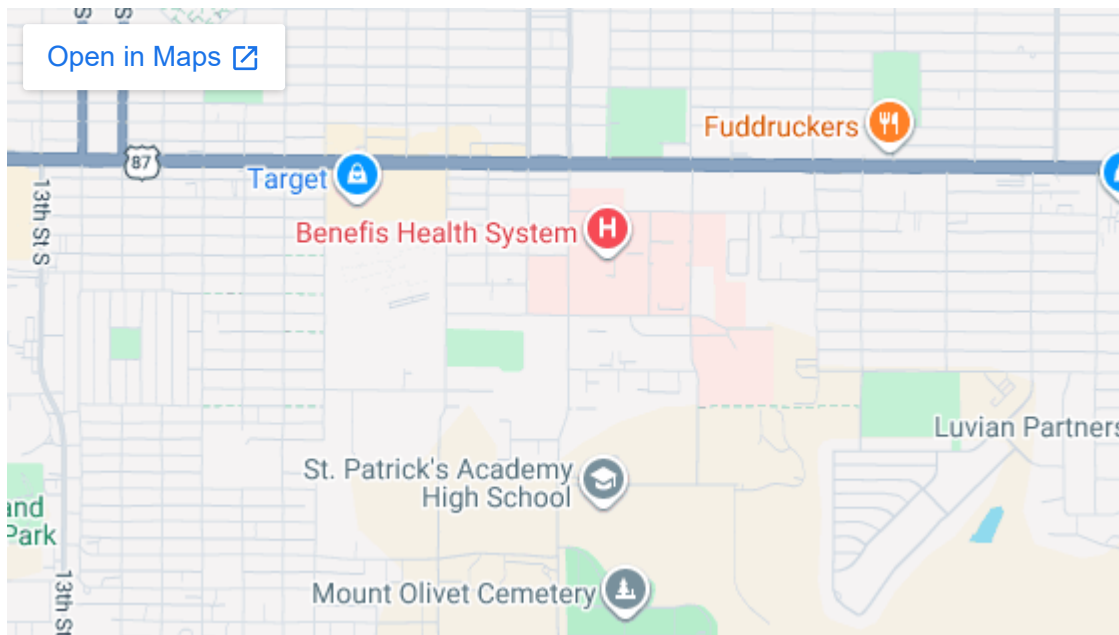 Open in Maps
Fuddruckers
87
Target
13th St S
Benefis Health System
Luvian Partners
St. Patrick's Academy
High School
and
Park
Mount Olivet Cemetery
13th St